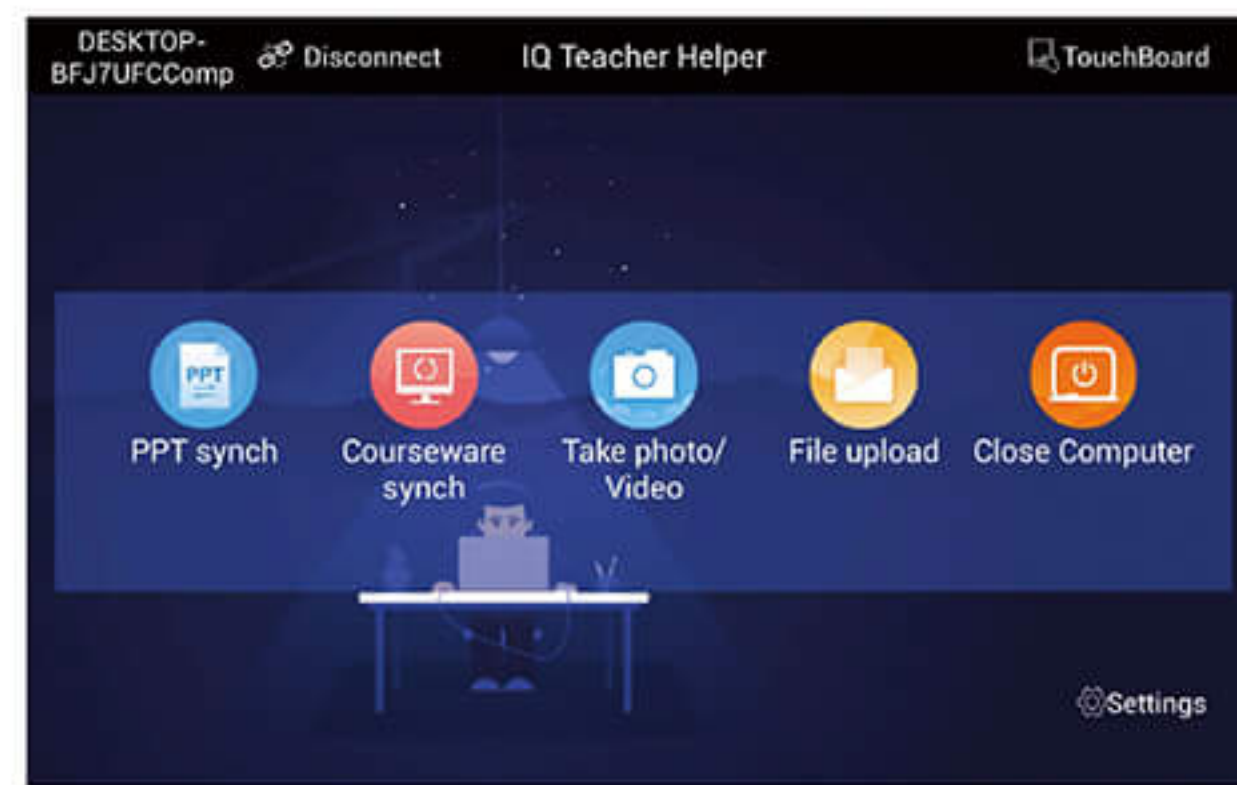 DESKTOP-
BFJ7UFCComp
Disconnect
IQ Teacher Helper
TouchBoard
PPT
PPT synch
Courseware
synch
Take photo/
Video
File upload
Close Computer
Settings